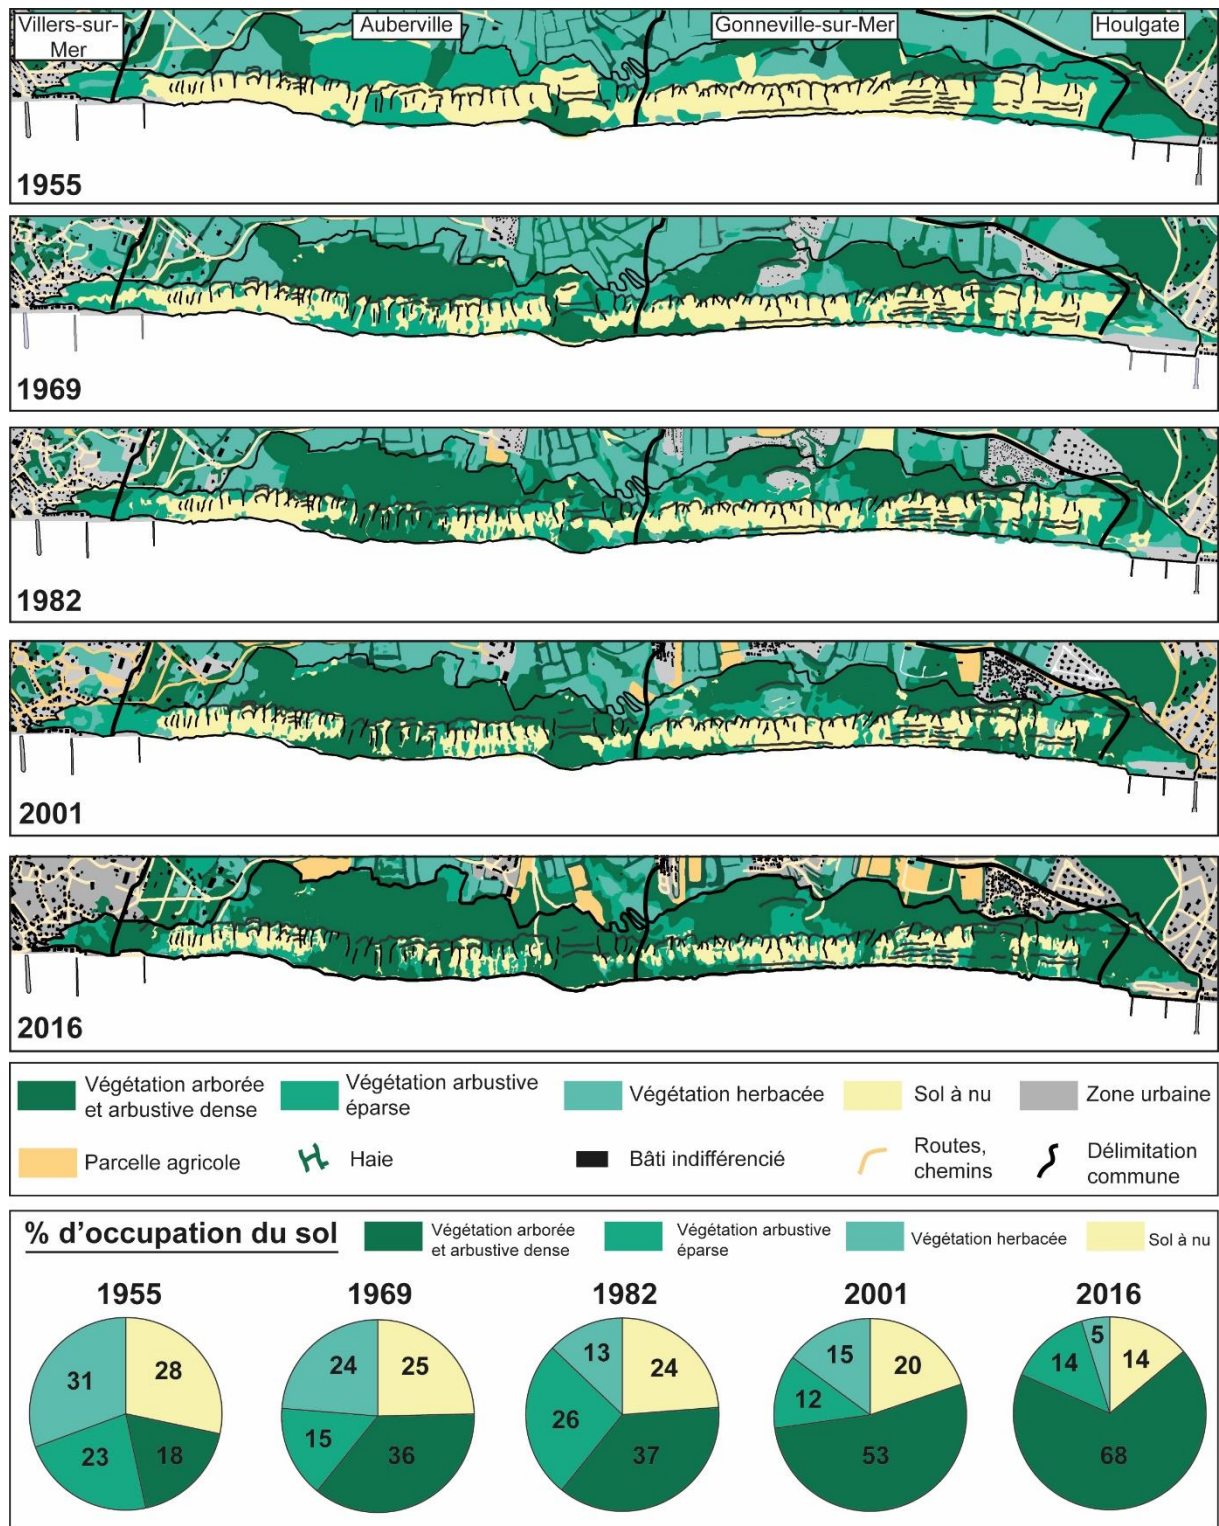 Villers-sur-
Mer
Auberville
Gonneville-sur-Mer
Houlgate
1955
1969
1982
2001
2016
Végétation arborée
et arbustive dense
Végétation arbustive
éparse
Végétation herbacée
Sol à nu
Zone urbaine
Parcelle agricole
Haie
Bâti indifférencié
Routes,
chemins
Délimitation
commune
% d'occupation du sol
Végétation arborée
et arbustive dense
Végétation arbustive
éparse
Végétation herbacée
Sol à nu
1955
1969
1982
2001
2016
31
28
23
18
24
25
15
36
13
24
26
37
15
20
12
53
5
14
14
68